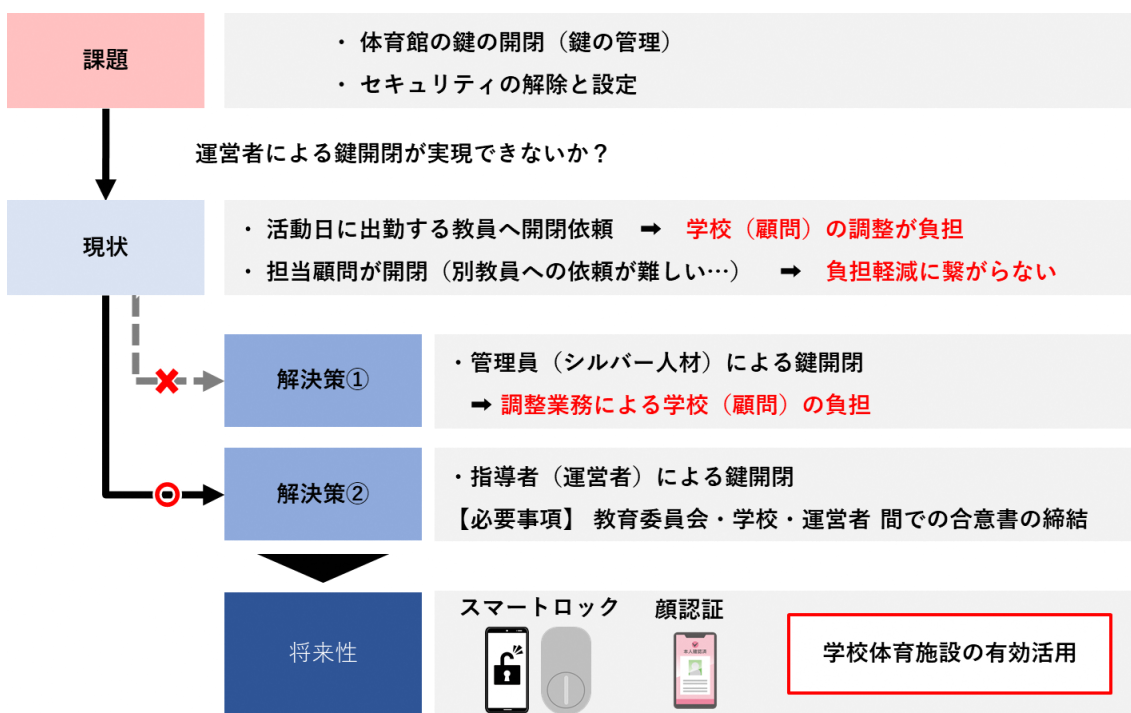 課題
・ 体育館の鍵の開閉（鍵の管理）
・ セキュリティの解除と設定
運営者による鍵開閉が実現できないか？
現状
・ 活動日に出勤する教員へ開閉依頼 ➡ 学校（顧問）の調整が負担
・ 担当顧問が開閉（別教員への依頼が難しい…） ➡ 負担軽減に繋がらない
解決策①
・管理員（シルバー人材）による鍵開閉
➡ 調整業務による学校（顧問）の負担
解決策②
・指導者（運営者）による鍵開閉
【必要事項】 教育委員会・学校・運営者 間での合意書の締結
将来性
スマートロック
顔認証
学校体育施設の有効活用